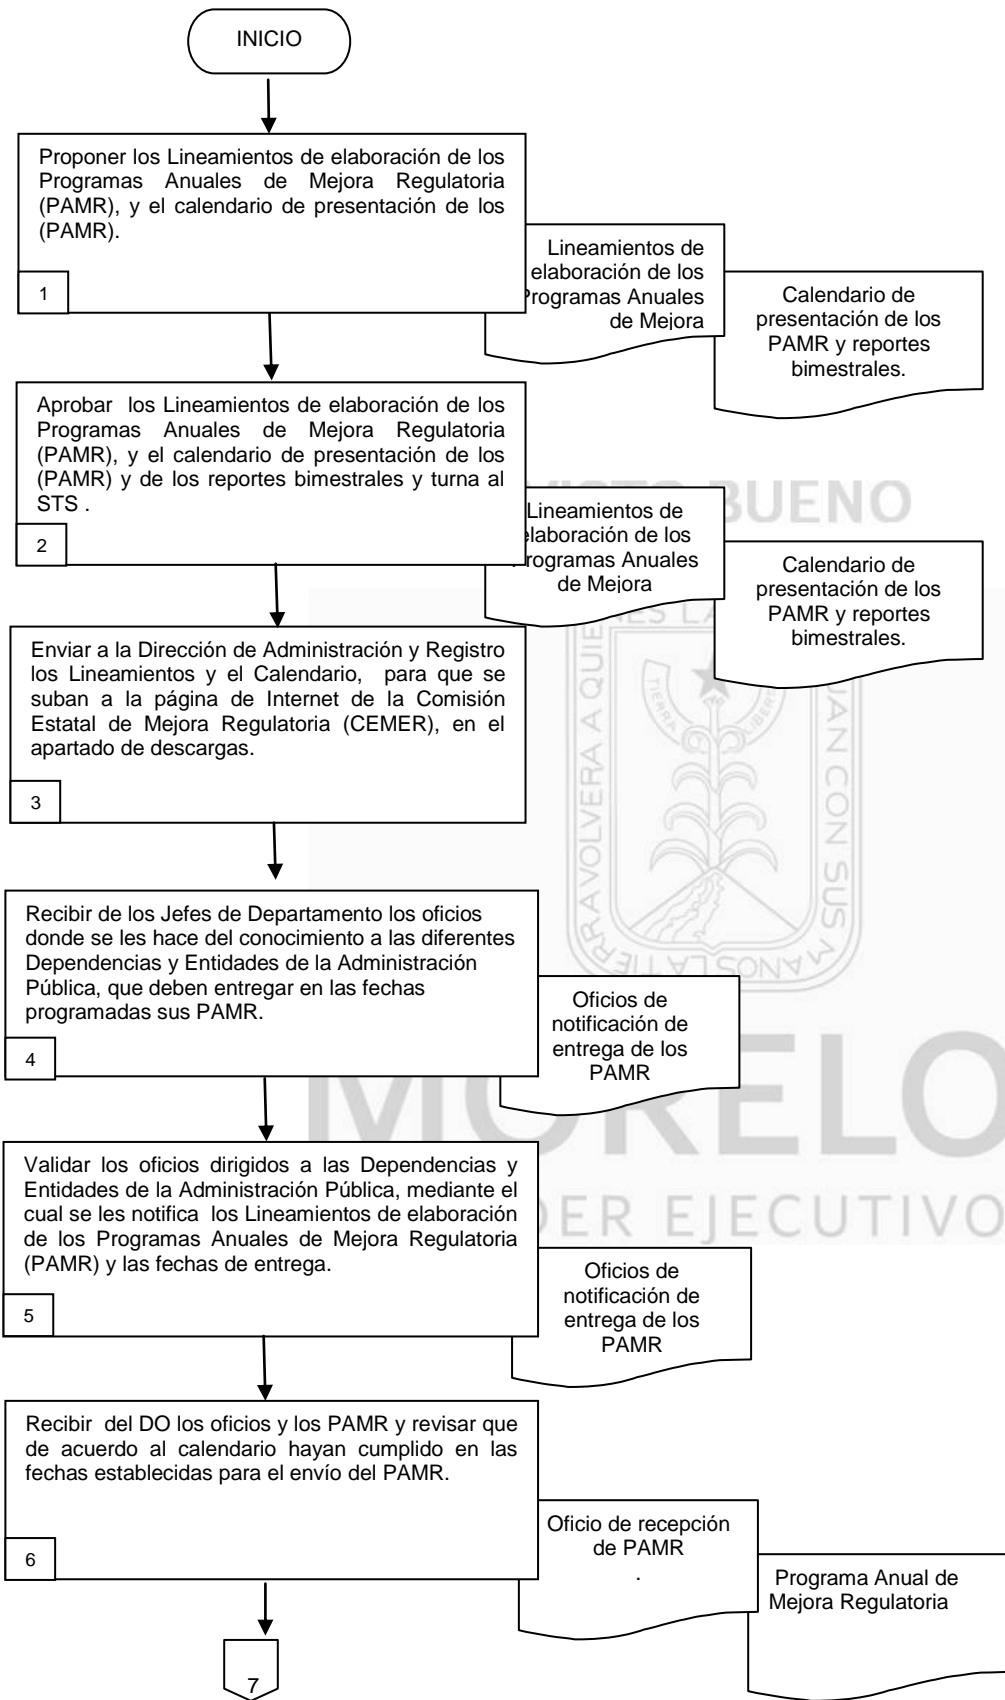 INICIO
Proponer los Lineamientos de elaboración de los
Programas Anuales de Mejora Regulatoria
(PAMR), y el calendario de presentación de los
(PAMR).
1
Lineamientos de
elaboración de los
Programas Anuales
de Mejora
Calendario de
presentación de los
PAMR y reportes
bimestrales.
Aprobar los Lineamientos de elaboración de los
Programas Anuales de Mejora Regulatoria
(PAMR), y el calendario de presentación de los
(PAMR) y de los reportes bimestrales y turna al
STS .
2
BUENO
Lineamientos de
elaboración de los
Programas Anuales
de Mejora
Calendario de
presentación de los
PAMR y reportes
bimestrales.
Enviar a la Dirección de Administración y Registro
los Lineamientos y el Calendario, para que se
suban a la página de Internet de la Comisión
Estatal de Mejora Regulatoria (CEMER), en el
apartado de descargas.
3
TIERRA
VOLVERA A QUIE
CON SUS
MANOS LA TIERRA
Recibir de los Jefes de Departamento los oficios
donde se les hace del conocimiento a las diferentes
Dependencias y Entidades de la Administración
Pública, que deben entregar en las fechas
programadas sus PAMR.
4
Oficios de
notificación de
entrega de los
PAMR
MORELO
Validar los oficios dirigidos a las Dependencias y
Entidades de la Administración Pública, mediante el
cual se les notifica los Lineamientos de elaboración
de los Programas Anuales de Mejora Regulatoria
(PAMR) y las fechas de entrega.
5
DER EJECUTIVO
Oficios de
notificación de
entrega de los
PAMR
Recibir del DO los oficios y los PAMR y revisar que
de acuerdo al calendario hayan cumplido en las
fechas establecidas para el envío del PAMR.
6
Oficio de recepción
de PAMR
.
Programa Anual de
Mejora Regulatoria
7